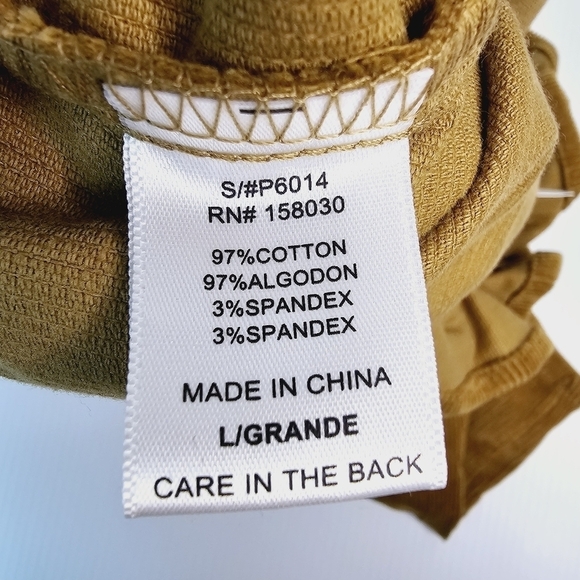 S/#P6014
RN# 158030
97%COTTON
97%ALGODON
3%SPANDEX
3%SPANDEX
MADE IN CHINA
L/GRANDE
CARE IN THE BACK